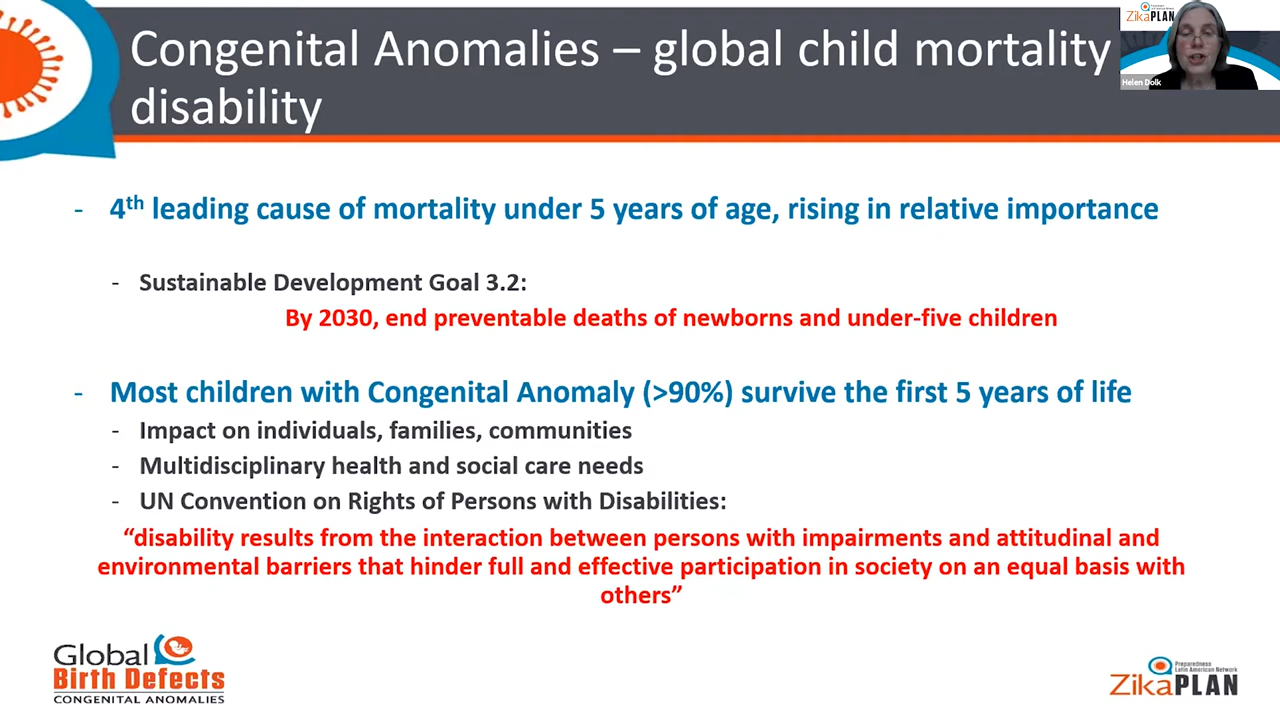 Congenital Anomalies – global child mortality
disability
ZikaPLAN
Helen Dolk
- 4th leading cause of mortality under 5 years of age, rising in relative importance
- Sustainable Development Goal 3.2:
By 2030, end preventable deaths of newborns and under-five children
- Most children with Congenital Anomaly (>90%) survive the first 5 years of life
- Impact on individuals, families, communities
- Multidisciplinary health and social care needs
- UN Convention on Rights of Persons with Disabilities:
“disability results from the interaction between persons with impairments and attitudinal and
environmental barriers that hinder full and effective participation in society on an equal basis with
others”
Global
Birth Defects
CONGENITAL ANOMALIES
Preparedness
Latin American Network
ZikaPLAN